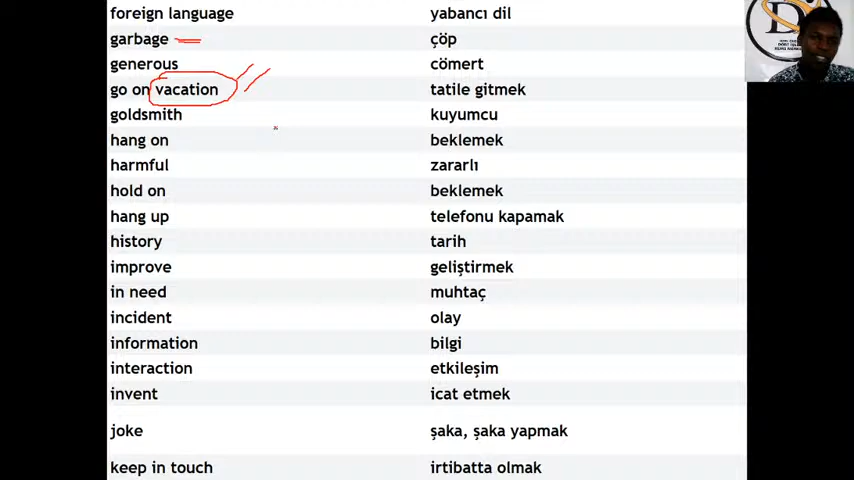 foreign language yabancı dil
garbage çöp
generous cömert
go on vacation tatile gitmek
goldsmith kuyumcu
hang on beklemek
harmful zararlı
hold on beklemek
hang up telefonu kapamak
history tarih
improve geliştirmek
in need muhtaç
incident olay
information bilgi
interaction etkileşim
invent icat etmek
joke şaka, şaka yapmak
keep in touch irtibatta olmak